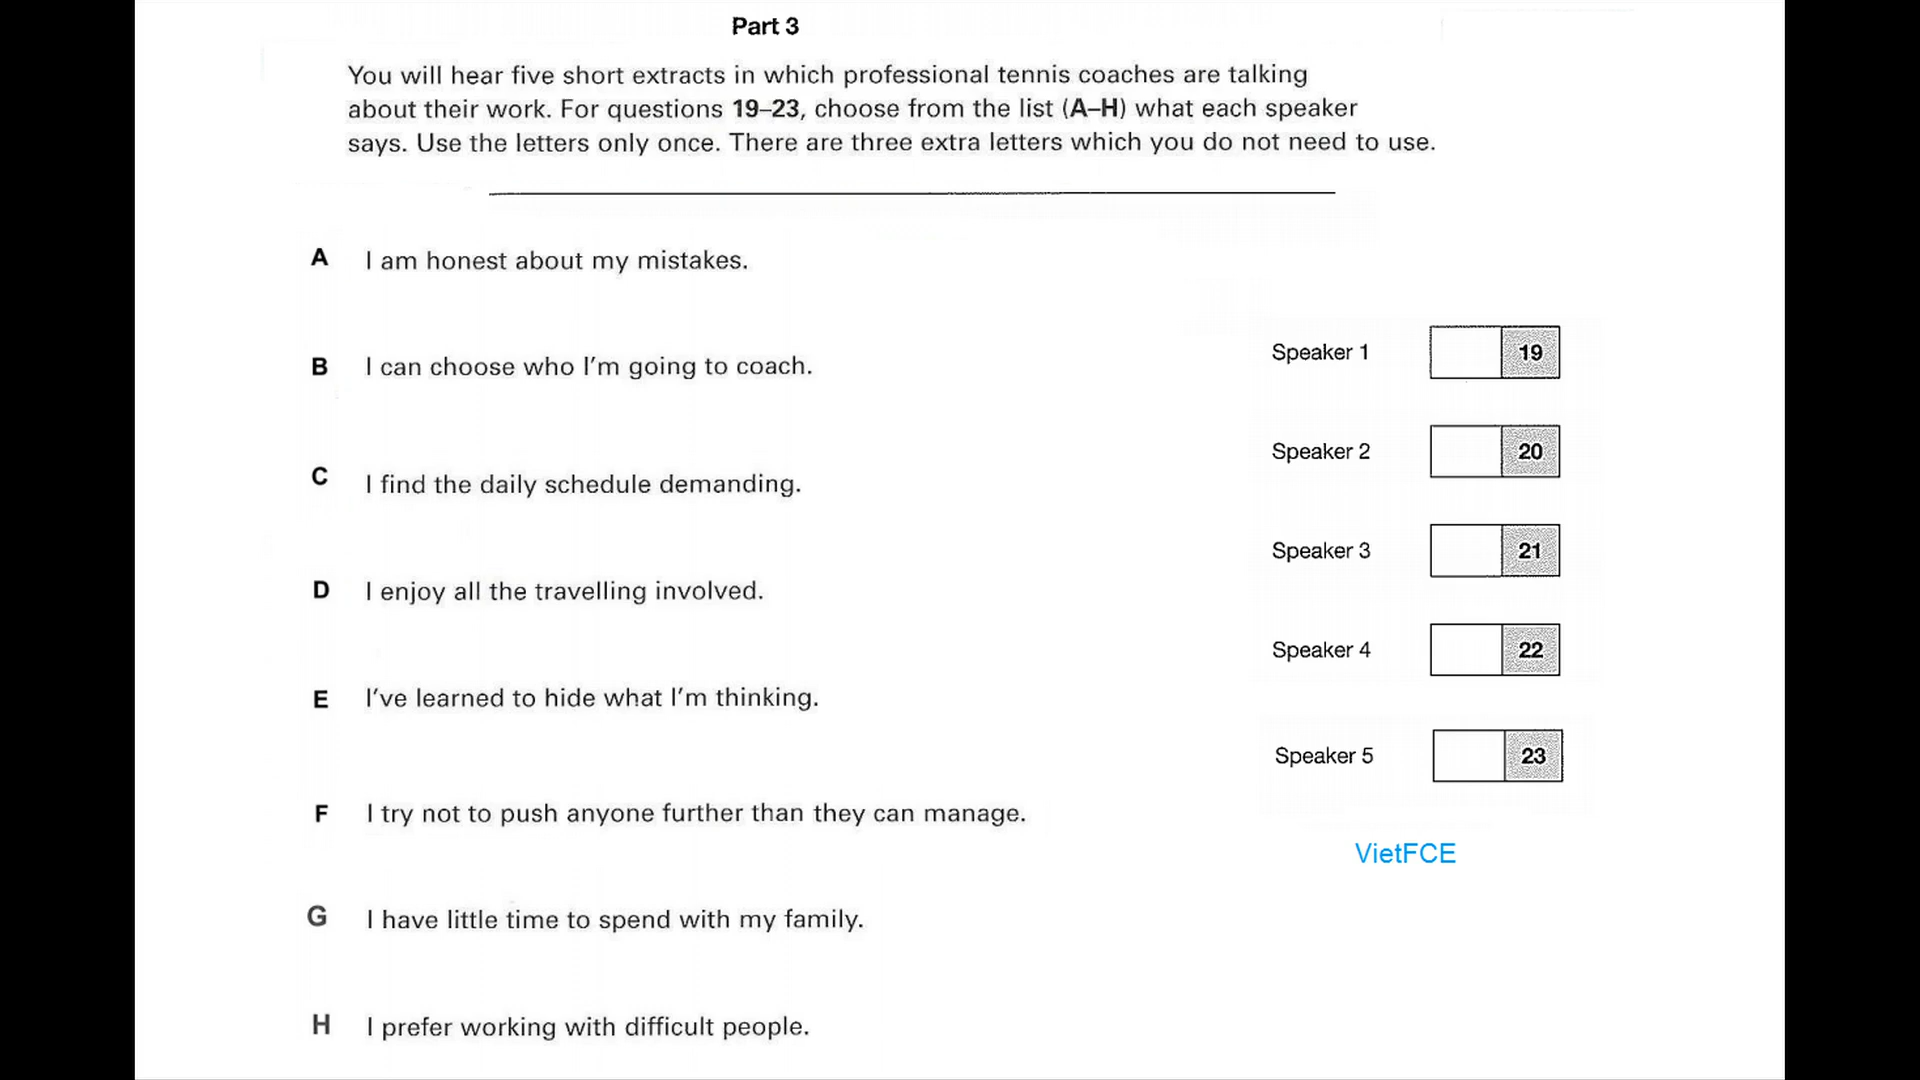 Part 3
You will hear five short extracts in which professional tennis coaches are talking
about their work. For questions 19–23, choose from the list (A–H) what each speaker
says. Use the letters only once. There are three extra letters which you do not need to use.
A I am honest about my mistakes.
B I can choose who I'm going to coach.
C I find the daily schedule demanding.
D I enjoy all the travelling involved.
E I've learned to hide what I'm thinking.
F I try not to push anyone further than they can manage.
G I have little time to spend with my family.
H I prefer working with difficult people.
Speaker 1 19
Speaker 2 20
Speaker 3 21
Speaker 4 22
Speaker 5 23
VietFCE